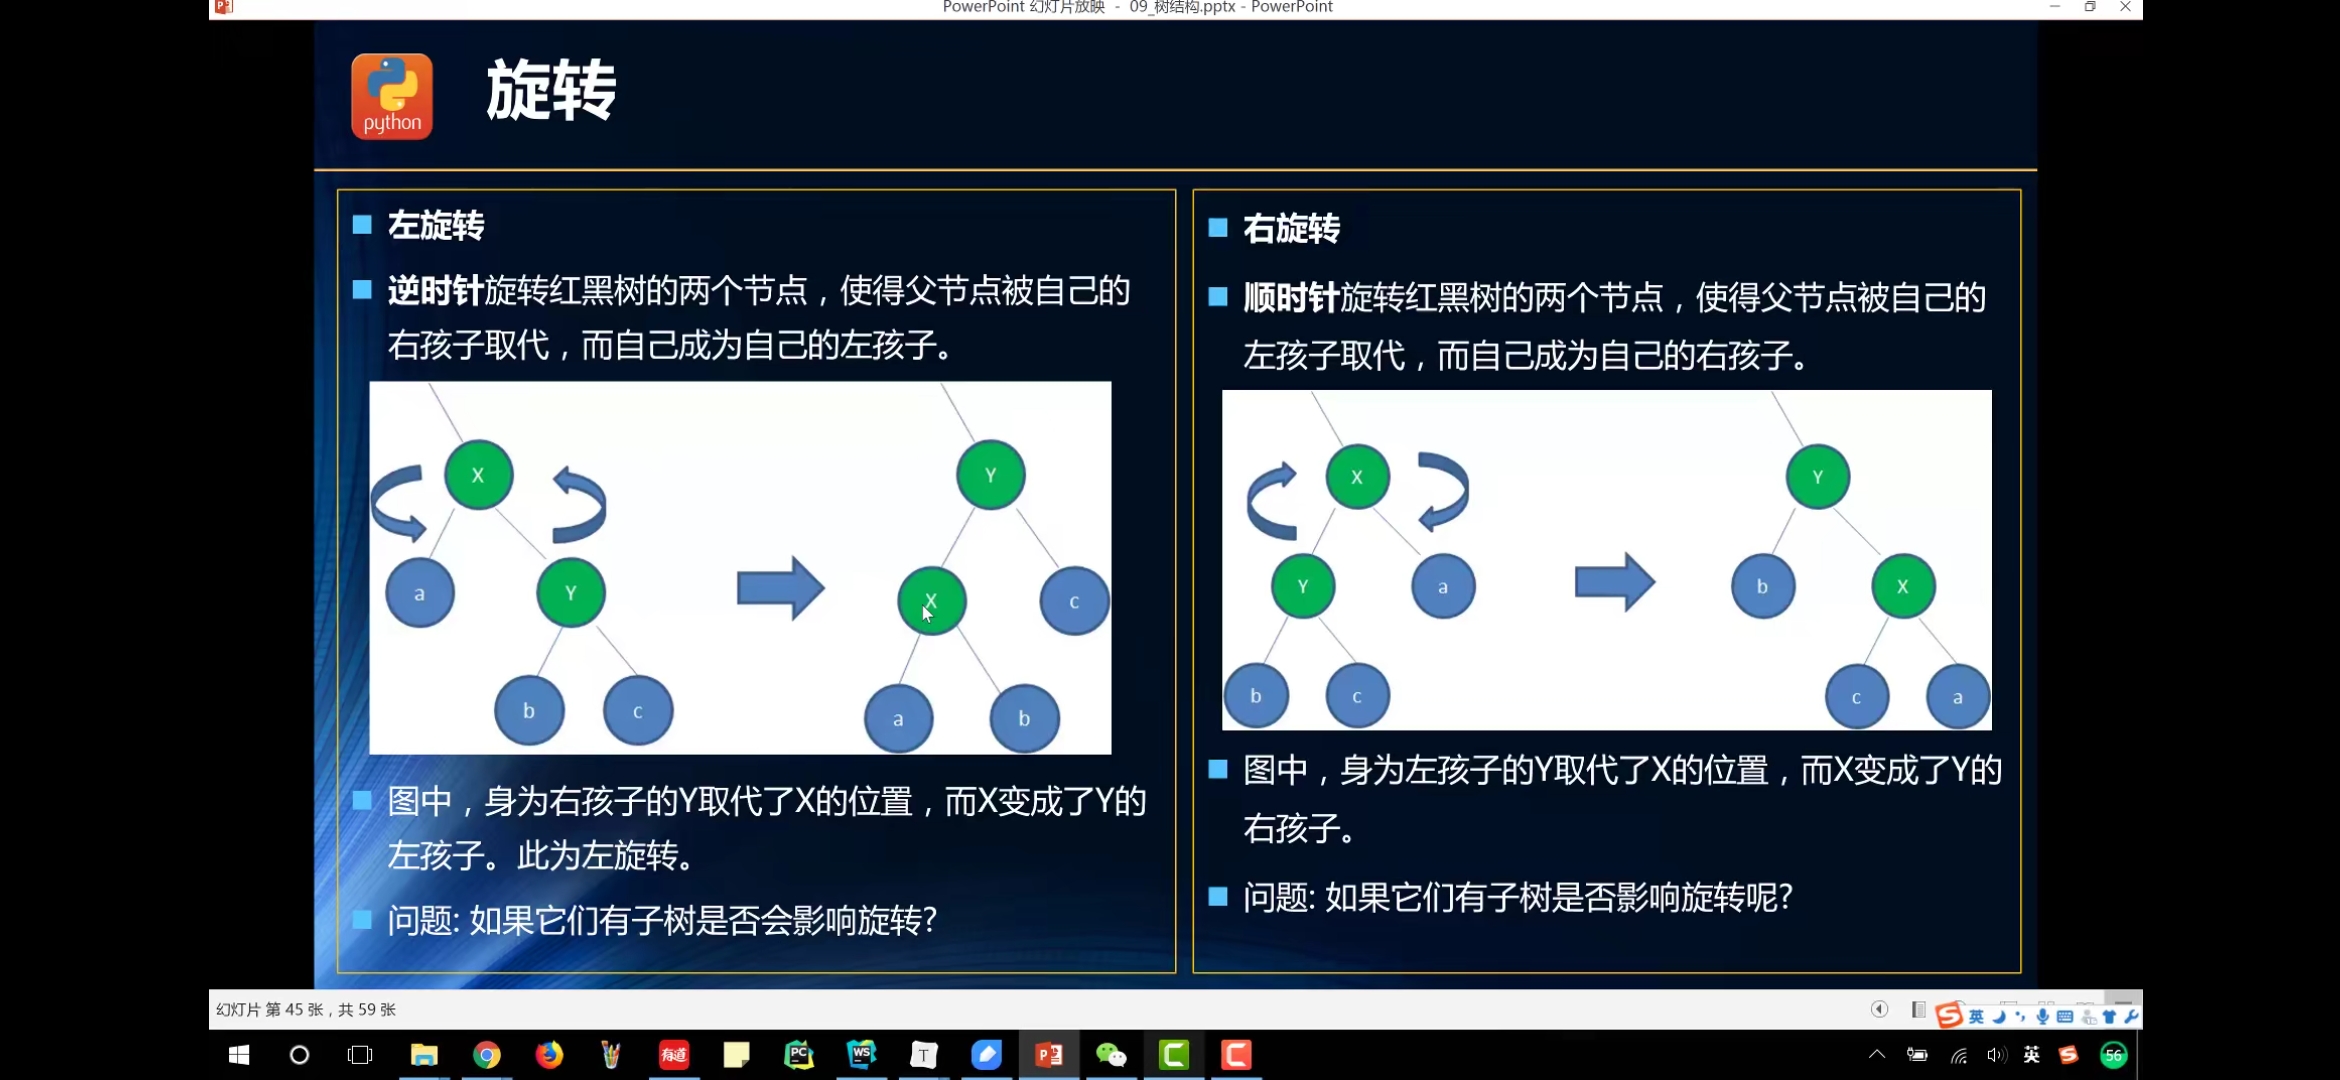 PowerPoint 幻灯片放映 - 09_树结构.pptx - PowerPoint
python
旋转
左旋转
逆时针旋转红黑树的两个节点，使得父节点被自己的
右孩子取代，而自己成为自己的左孩子。
X
a
Y
b
c
Y
X
c
a
b
图中，身为右孩子的Y取代了X的位置，而X变成了Y的
左孩子。此为左旋转。
问题: 如果它们有子树是否会影响旋转?
右旋转
顺时针旋转红黑树的两个节点，使得父节点被自己的
左孩子取代，而自己成为自己的右孩子。
X
Y
a
b
c
Y
b
X
c
a
图中，身为左孩子的Y取代了X的位置，而X变成了Y的
右孩子。
问题: 如果它们有子树是否影响旋转呢?
幻灯片 第 45 张，共 59 张
英
有道
PC
WS
T
P
英
56